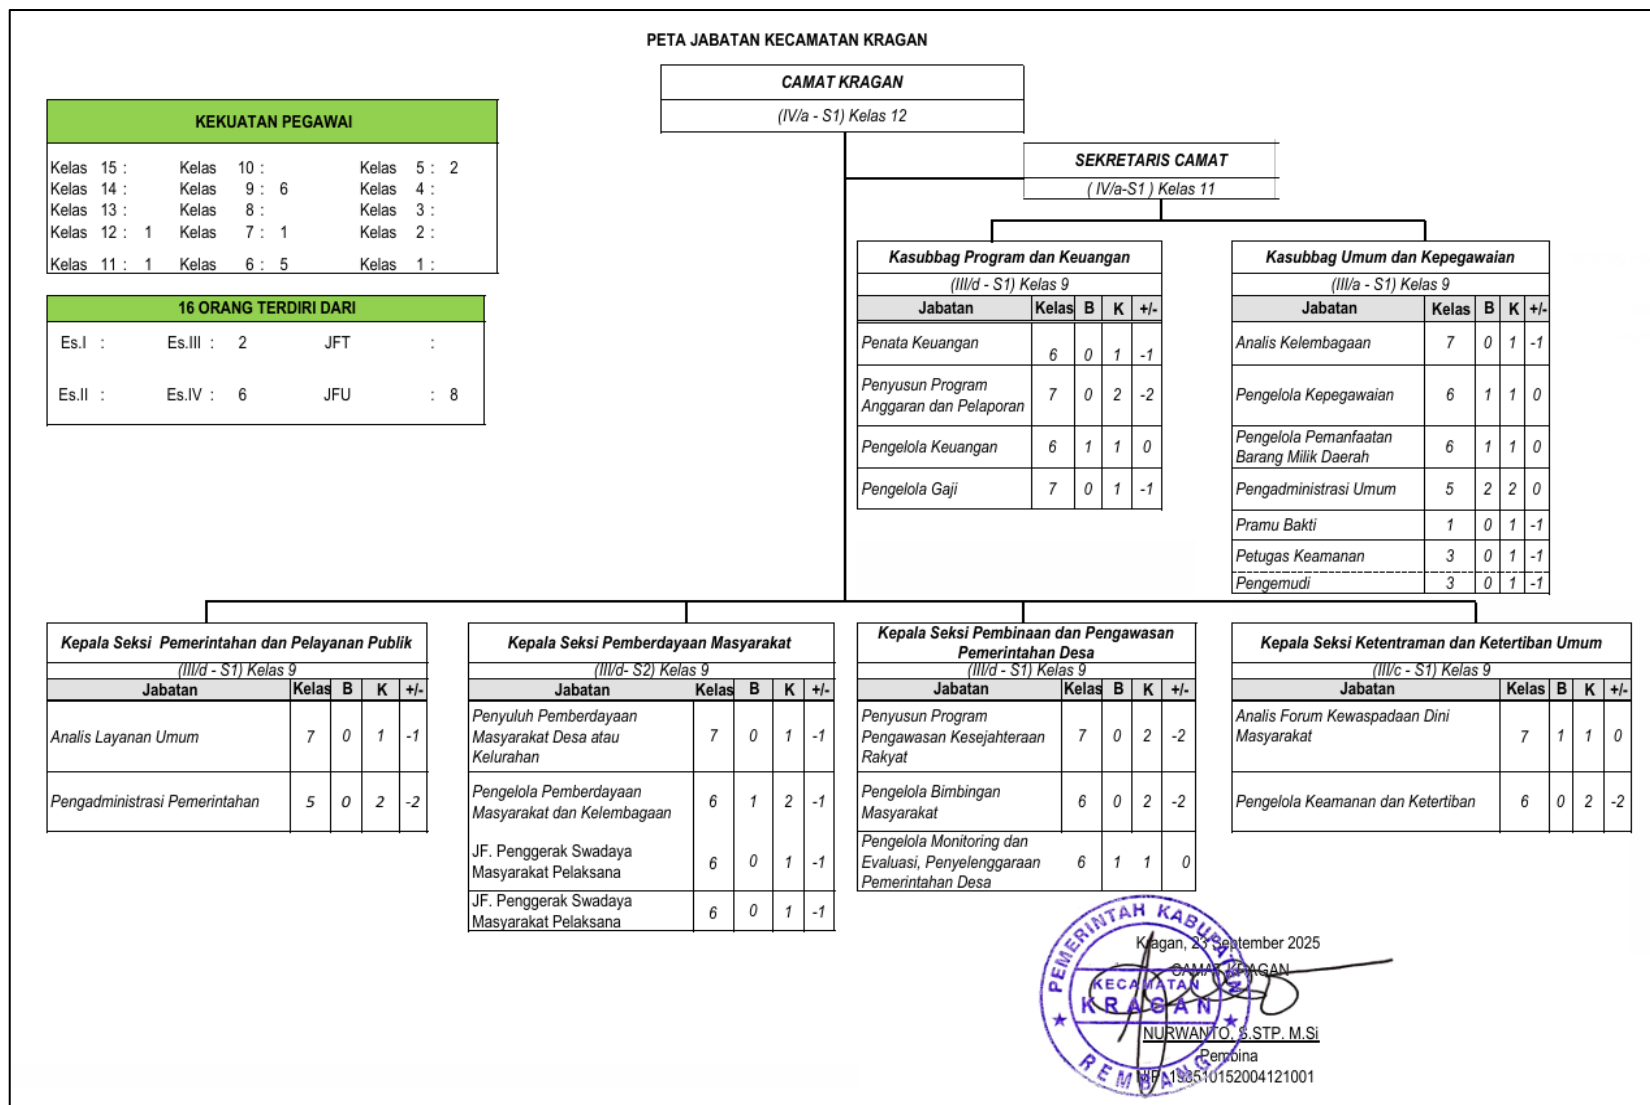 PETA JABATAN KECAMATAN KRAGAN
CAMAT KRAGAN
(IV/a - S1) Kelas 12
SEKRETARIS CAMAT
( IV/a-S1 ) Kelas 11
KEKUATAN PEGAWAI
Kelas 15 : Kelas 10 : Kelas 5 : 2
Kelas 14 : Kelas 9 : 6 Kelas 4 :
Kelas 13 : Kelas 8 : Kelas 3 :
Kelas 12 : 1 Kelas 7 : 1 Kelas 2 :
Kelas 11 : 1 Kelas 6 : 5 Kelas 1 :
16 ORANG TERDIRI DARI
Es.I : Es.III : 2 JFT :
Es.II : Es.IV : 6 JFU : 8
Kasubbag Program dan Keuangan
(III/d - S1) Kelas 9
Jabatan Kelas B K +/-
Penata Keuangan 6 0 1 -1
Penyusun Program
Anggaran dan Pelaporan 7 0 2 -2
Pengelola Keuangan 6 1 1 0
Pengelola Gaji 7 0 1 -1
Kasubbag Umum dan Kepegawaian
(III/a - S1) Kelas 9
Jabatan Kelas B K +/-
Analis Kelembagaan 7 0 1 -1
Pengelola Kepegawaian 6 1 1 0
Pengelola Pemanfaatan
Barang Milik Daerah 6 1 1 0
Pengadministrasi Umum 5 2 2 0
Pramu Bakti 1 0 1 -1
Petugas Keamanan 3 0 1 -1
Pengemudi 3 0 1 -1
Kepala Seksi Pemerintahan dan Pelayanan Publik
(III/d - S1) Kelas 9
Jabatan Kelas B K +/-
Analis Layanan Umum 7 0 1 -1
Pengadministrasi Pemerintahan 5 0 2 -2
Kepala Seksi Pemberdayaan Masyarakat
(III/d- S2) Kelas 9
Jabatan Kelas B K +/-
Penyuluh Pemberdayaan
Masyarakat Desa atau 7 0 1 -1
Kelurahan
Pengelola Pemberdayaan
Masyarakat dan Kelembagaan 6 1 2 -1
JF. Penggerak Swadaya
Masyarakat Pelaksana 6 0 1 -1
JF. Penggerak Swadaya
Masyarakat Pelaksana 6 0 1 -1
Kepala Seksi Pembinaan dan Pengawasan
Pemerintahan Desa
(III/d - S1) Kelas 9
Jabatan Kelas B K +/-
Penyusun Program
Pengawasan Kesejahteraan 7 0 2 -2
Rakyat
Pengelola Bimbingan
Masyarakat 6 0 2 -2
Pengelola Monitoring dan
Evaluasi, Penyelenggaraan 6 1 1 0
Pemerintahan Desa
Kepala Seksi Ketentraman dan Ketertiban Umum
(III/c - S1) Kelas 9
Jabatan Kelas B K +/-
Analis Forum Kewaspadaan Dini
Masyarakat 7 1 1 0
Pengelola Keamanan dan Ketertiban 6 0 2 -2
Kragan, 23 September 2025
CAMAT KRAGAN
NURWANTO, S.STP. M.Si
Pembina
PEMERINTAH KABUPATEN
KECAMATAN
KRAGAN
REMBANG